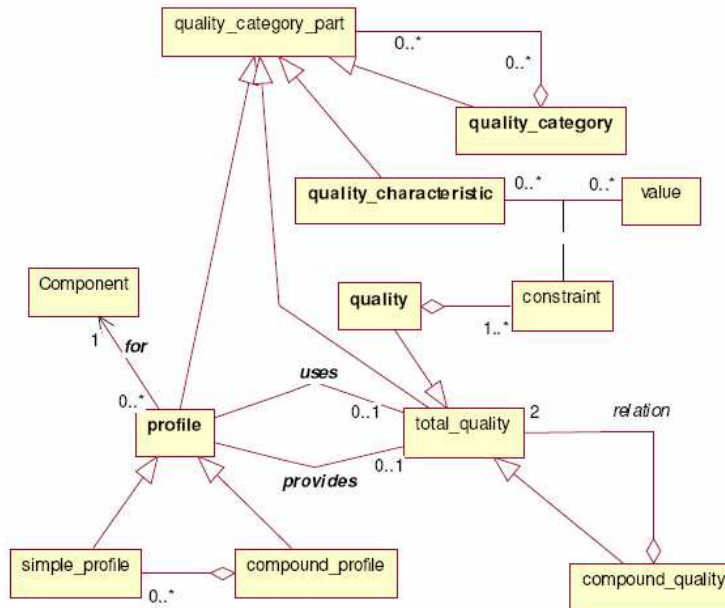 quality_category_part
0..*
0..*
quality_category
quality_characteristic
0..*
0..*
value
Component
quality
constraint
1
for
1..*
uses
0..*
0..1
2
relation
profile
total_quality
0..1
provides
simple_profile
compound_profile
0..*
compound_quality